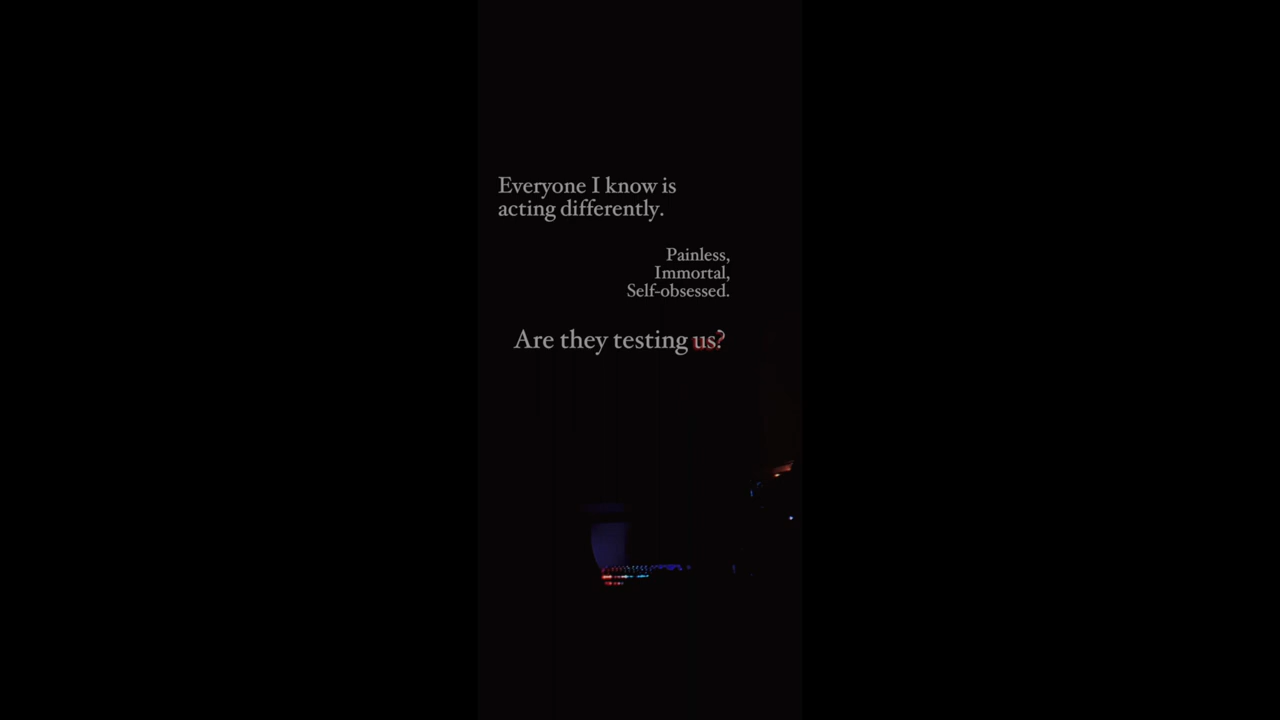 Everyone I know is
acting differently.
Painless,
Immortal,
Self-obsessed.
Are they testing us?